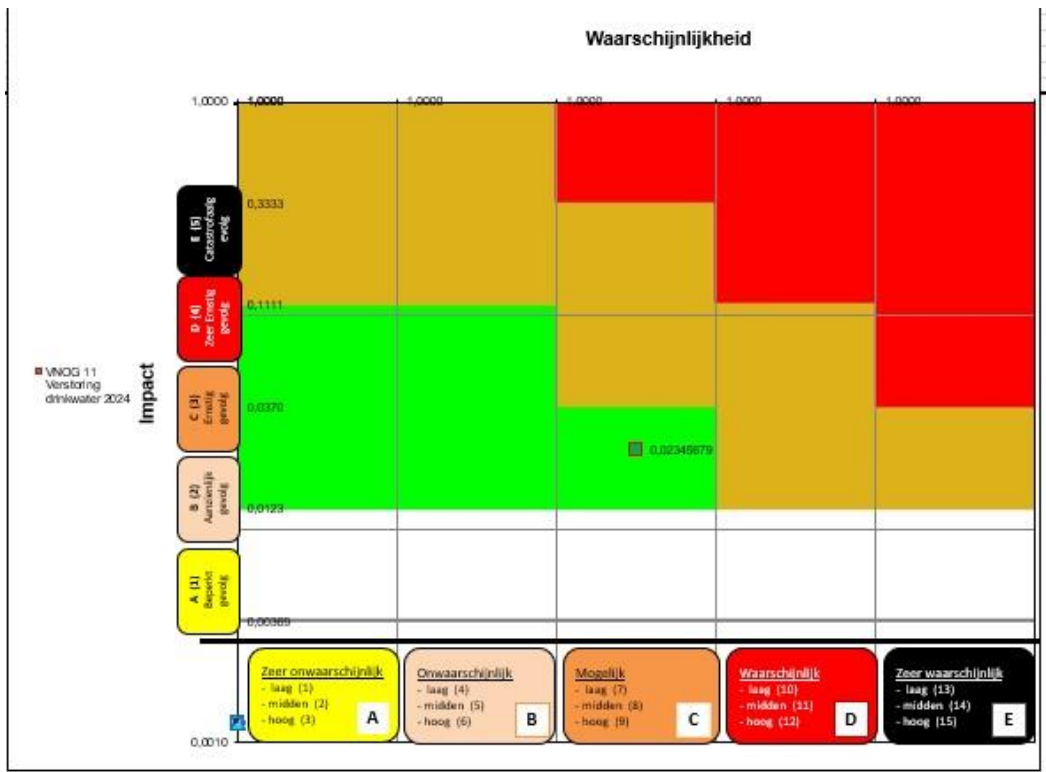 Waarschijnlijkheid
1,0000
1,0000
1,0000
1,0000
1,0000
1,0000
E (5)
Catastrofaalg
evolg
0,3333
D (4)
Zeer Ernstig
gevolg
0,1111
VNOG 11
Verstoring
drinkwater 2024
Impact
C (3)
Ernstig
gevolg
0,0370
0,02345679
B (2)
Aanzienlijk
gevolg
0,0123
A (1)
Beperkt
gevolg
0,00369
Zeer onwaarschijnlijk
- laag (1)
- midden (2)
- hoog (3)
A
Onwaarschijnlijk
- laag (4)
- midden (5)
- hoog (6)
B
Mogelijk
- laag (7)
- midden (8)
- hoog (9)
C
Waarschijnlijk
- laag (10)
- midden (11)
- hoog (12)
D
Zeer waarschijnlijk
- laag (13)
- midden (14)
- hoog (15)
E
0,0010